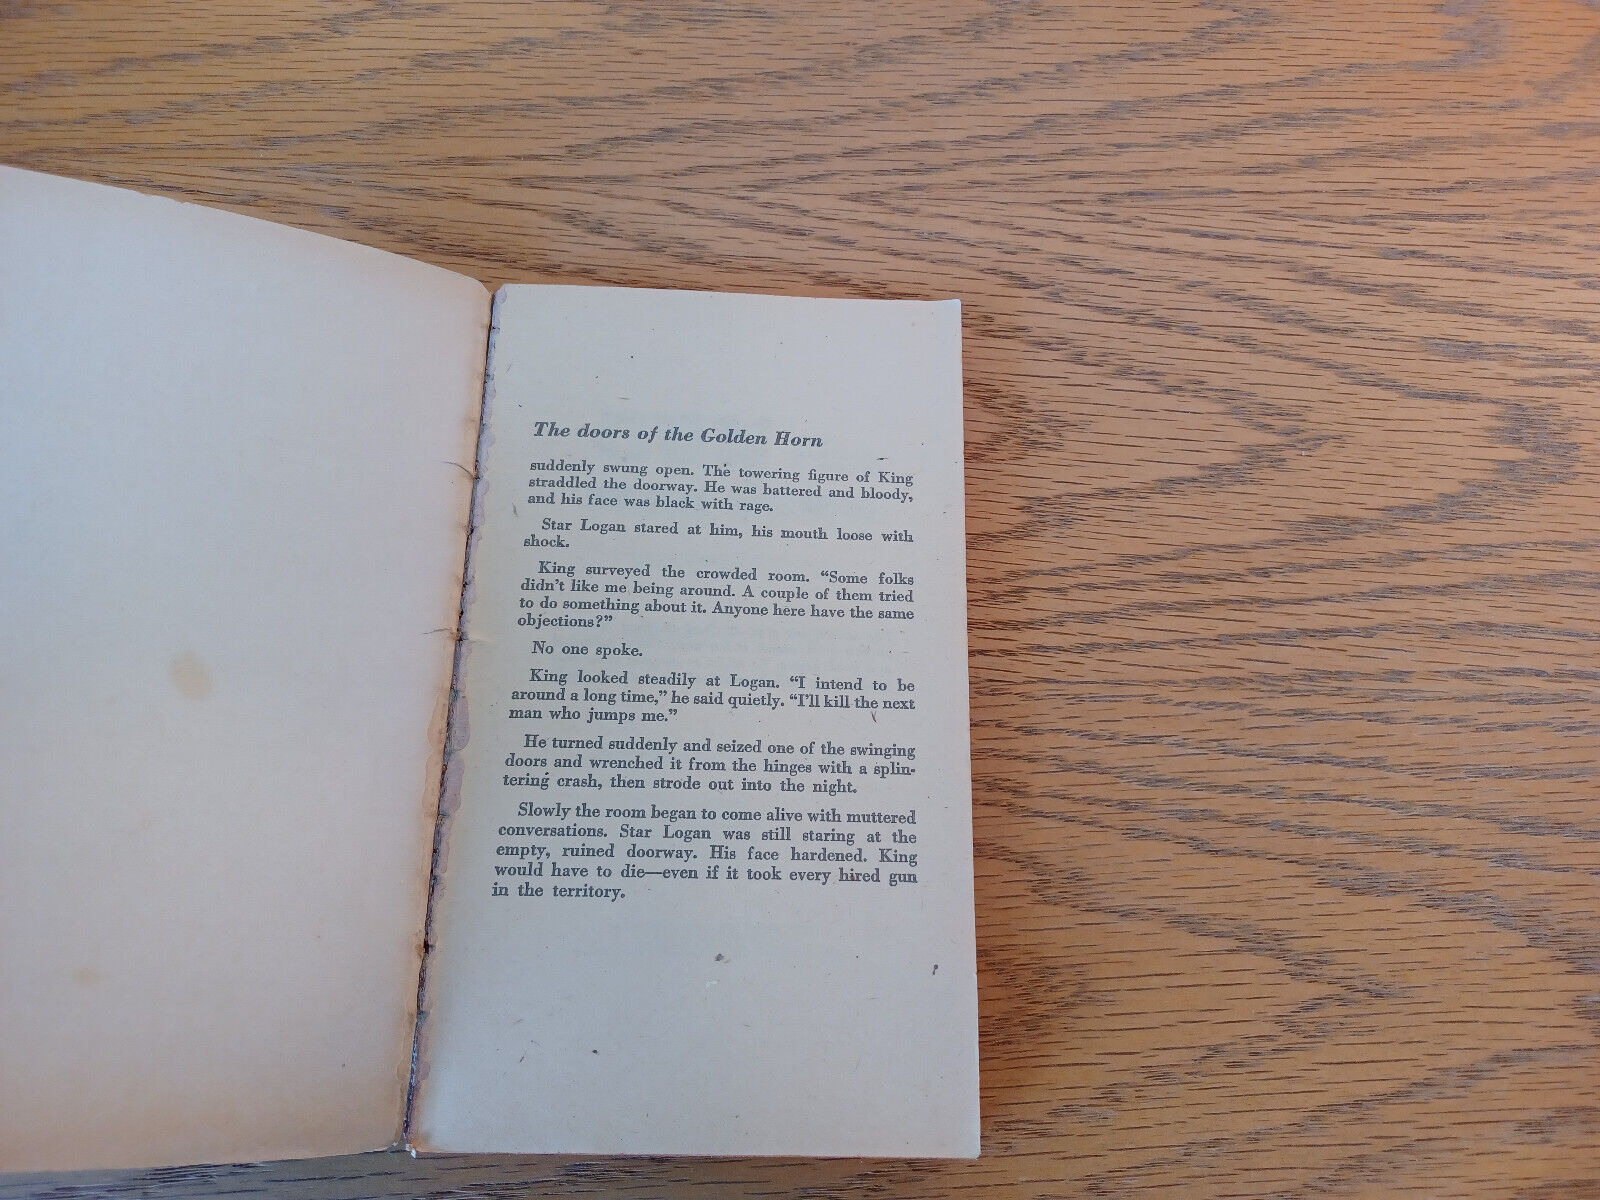 The doors of the Golden Horn
suddenly swung open. The towering figure of King
straddled the doorway. He was battered and bloody,
and his face was black with rage.
Star Logan stared at him, his mouth loose with
shock.
King surveyed the crowded room. “Some folks
didn’t like me being around. A couple of them tried
to do something about it. Anyone here have the same
objections?”
No one spoke.
King looked steadily at Logan. “I intend to be
around a long time,” he said quietly. “I’ll kill the next
man who jumps me.”
He turned suddenly and seized one of the swinging
doors and wrenched it from the hinges with a splin-
tering crash, then strode out into the night.
Slowly the room began to come alive with muttered
conversations. Star Logan was still staring at the
empty, ruined doorway. His face hardened. King
would have to die—even if it took every hired gun
in the territory.